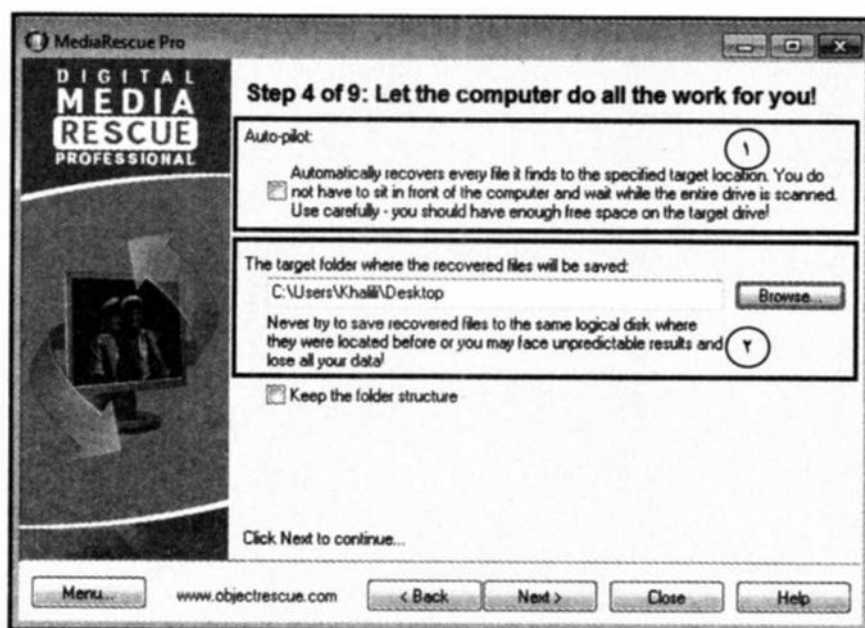 MediaRescue Pro
DIGITAL
MEDIA
RESCUE
PROFESSIONAL
Step 4 of 9: Let the computer do all the work for you!
Auto-pilot:
۱
Automatically recovers every file it finds to the specified target location. You do
not have to sit in front of the computer and wait while the entire drive is scanned.
Use carefully - you should have enough free space on the target drive!
The target folder where the recovered files will be saved:
C:\Users\Khalili\Desktop
Browse...
Never try to save recovered files to the same logical disk where
they were located before or you may face unpredictable results and
lose all your data!
۲
Keep the folder structure
Click Next to continue...
Menu...
www.objectrescue.com
< Back
Next >
Close
Help